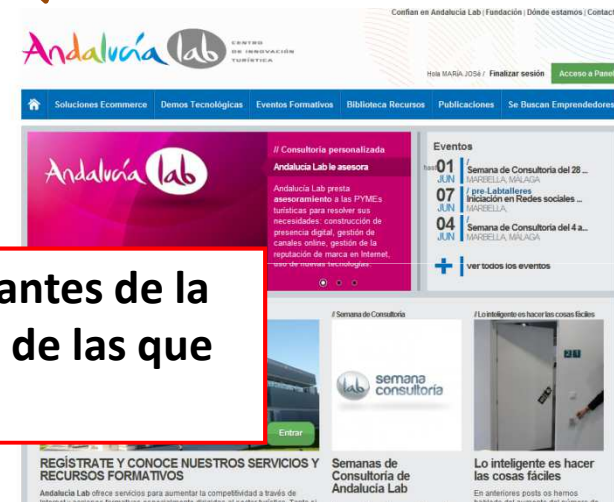 Confían en Andalucía Lab | Fundación | Dónde estamos | Contact
Andalucía lab
CENTRO
DE INNOVACIÓN
TURÍSTICA
Hola MARÍA JOSé / Finalizar sesión
Acceso a Panel
Soluciones Ecommerce Demos Tecnológicas Eventos Formativos Biblioteca Recursos Publicaciones Se Buscan Emprendedores
Andalucía lab
// Consultoría personalizada
Andalucía Lab le asesora
Andalucía Lab presta
asesoramiento a las PYMEs
turísticas para resolver sus
necesidades: construcción de
presencia digital, gestión de
canales online, gestión de la
reputación de marca en Internet,
uso de nuevas tecnologías.
Eventos
01 JUN
Semana de Consultoría del 28 ...
MARBELLA, MÁLAGA
07 JUN
/ pre-Labtalleres
Iniciación en Redes sociales ...
MARBELLA,
04 JUN
Semana de Consultoría del 4 a...
MARBELLA, MÁLAGA
+ ver todos los eventos
antes de la
de las que
Entrar
REGÍSTRATE Y CONOCE NUESTROS SERVICIOS Y
RECURSOS FORMATIVOS
Andalucía Lab ofrece servicios para aumentar la competitividad a través de
// Semana de Consultoría
lab semana
consultoría
Semanas de
Consultoría de
Andalucía Lab
// Lo inteligente es hacer las cosas fáciles
Lo inteligente es hacer
las cosas fáciles
En anteriores posts os hemos